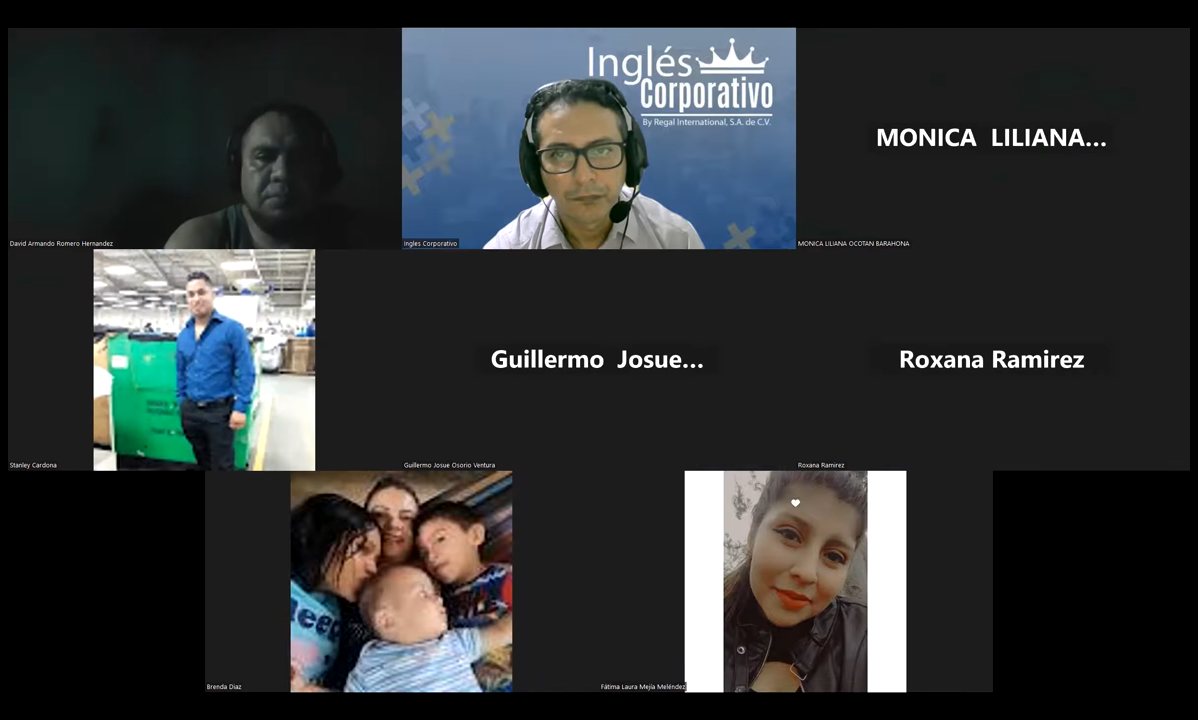 Inglés
Corporativo
By Regal International, S.A. de C.V.
MONICA LILIANA...
David Armando Romero Hernandez
Ingles Corporativo
MONICA LILIANA OCOTAN BARAHONA
Guillermo Josue...
Roxana Ramirez
Stanley Cardona
Guillermo Josue Osorio Ventura
Roxana Ramirez
Brenda Diaz
Fátima Laura Mejía Meléndez